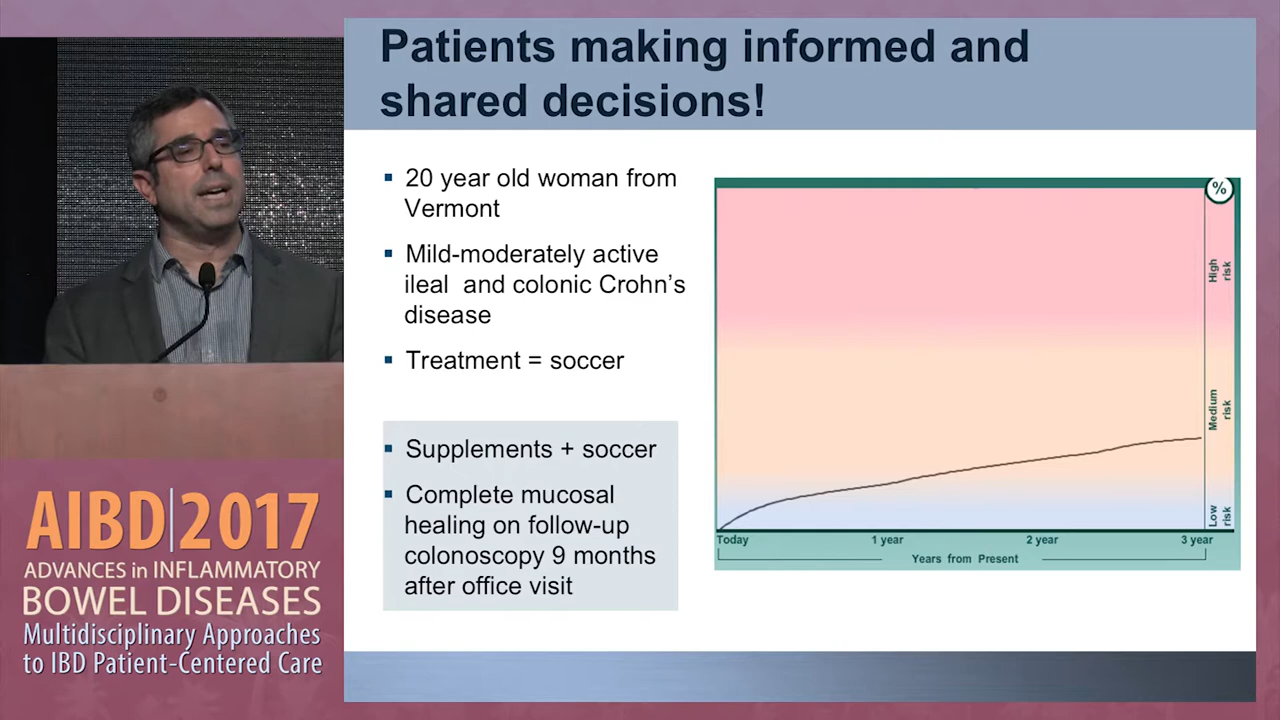 Patients making informed and
shared decisions!
20 year old woman from
Vermont
Mild-moderately active
ileal and colonic Crohn's
disease
Treatment = soccer
Supplements + soccer
Complete mucosal
healing on follow-up
colonoscopy 9 months
after office visit
%
High
risk
Medium
risk
Low
risk
Today 1 year 2 year 3 year
Years from Present
AIBD|2017
ADVANCES in INFLAMMATORY
BOWEL DISEASES
Multidisciplinary Approaches
to IBD Patient-Centered Care